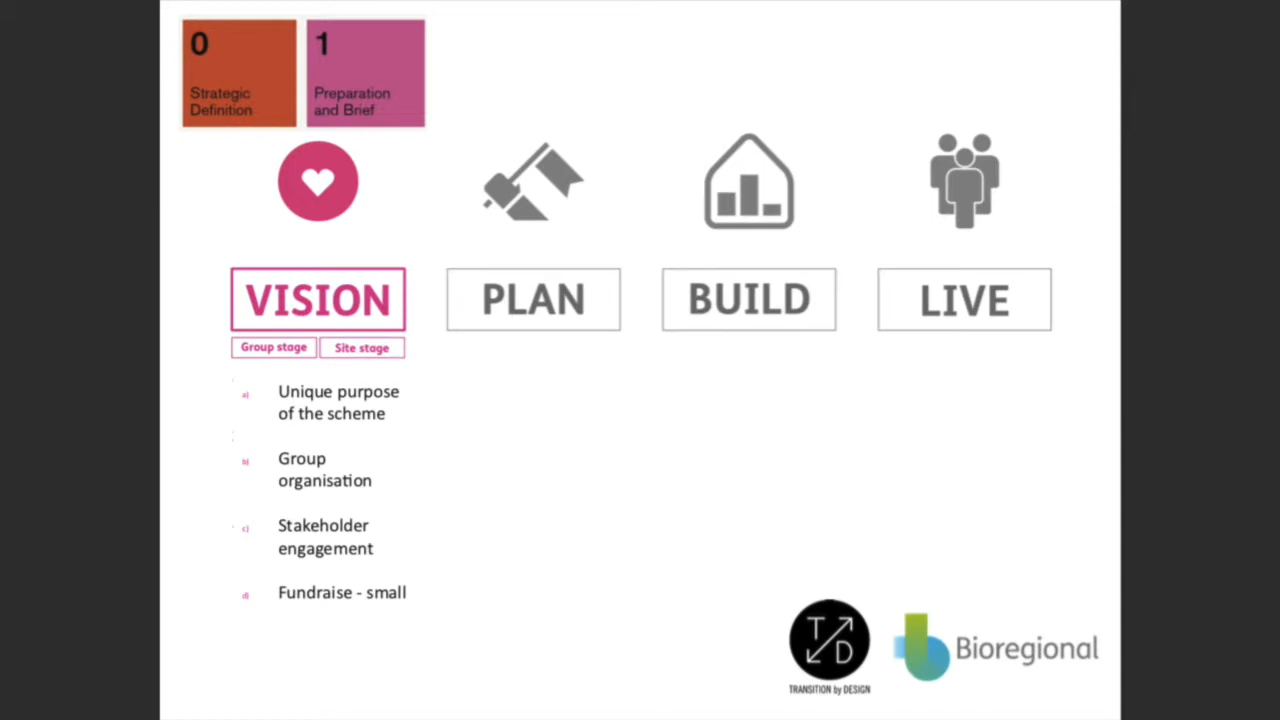 0
Strategic
Definition
1
Preparation
and Brief
VISION
PLAN
BUILD
LIVE
Group stage
Site stage
a) Unique purpose
of the scheme
b) Group
organisation
c) Stakeholder
engagement
d) Fundraise - small
T D
TRANSITION by DESIGN
Bioregional